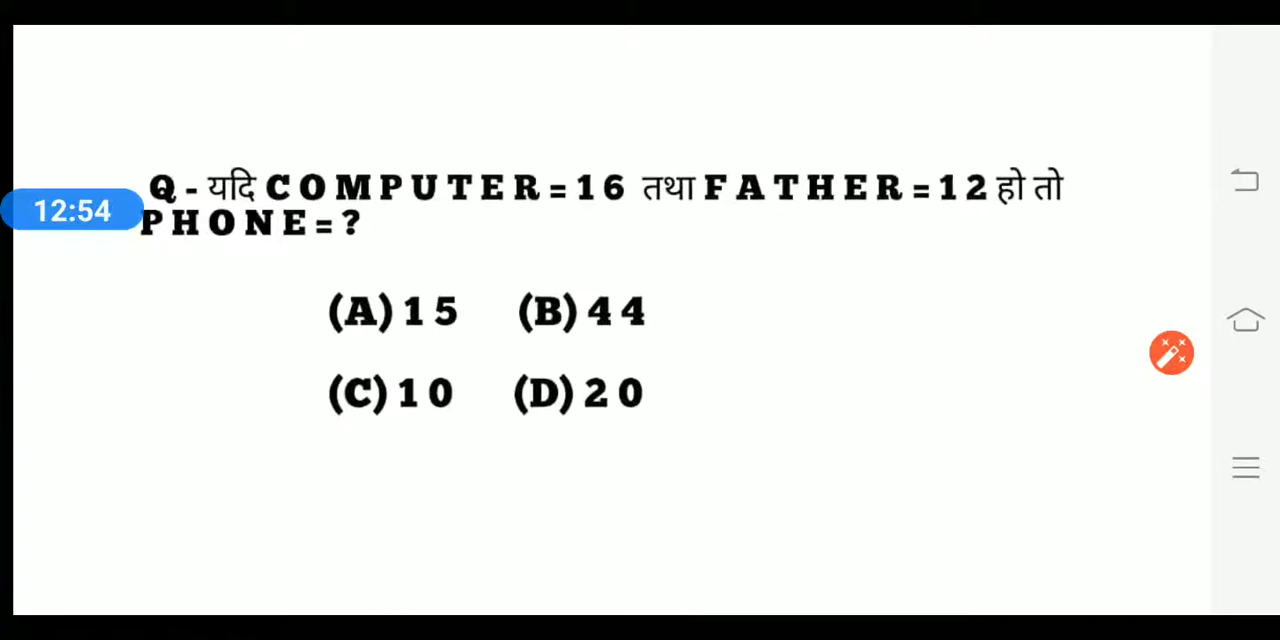 Q - यदि C O M P U T E R = 1 6 तथा F A T H E R = 1 2 हो तो
12:54
P H O N E = ?
(A) 1 5 (B) 4 4
(C) 1 0 (D) 2 0